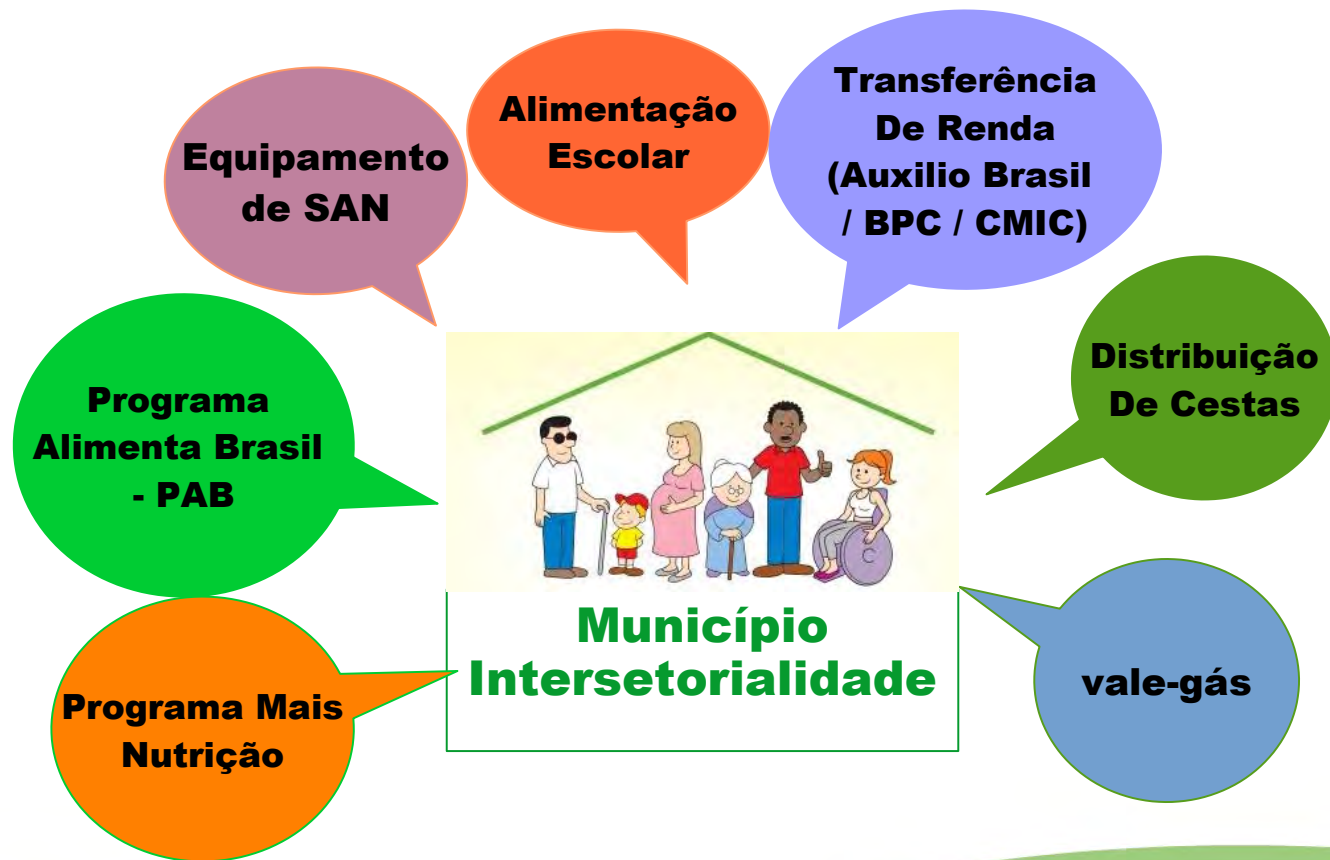 Alimentação
Escolar
Transferência
De Renda
(Auxilio Brasil
/ BPC / CMIC)
Equipamento
de SAN
Distribuição
De Cestas
Programa
Alimenta Brasil
- PAB
Município
Intersetorialidade
vale-gás
Programa Mais
Nutrição